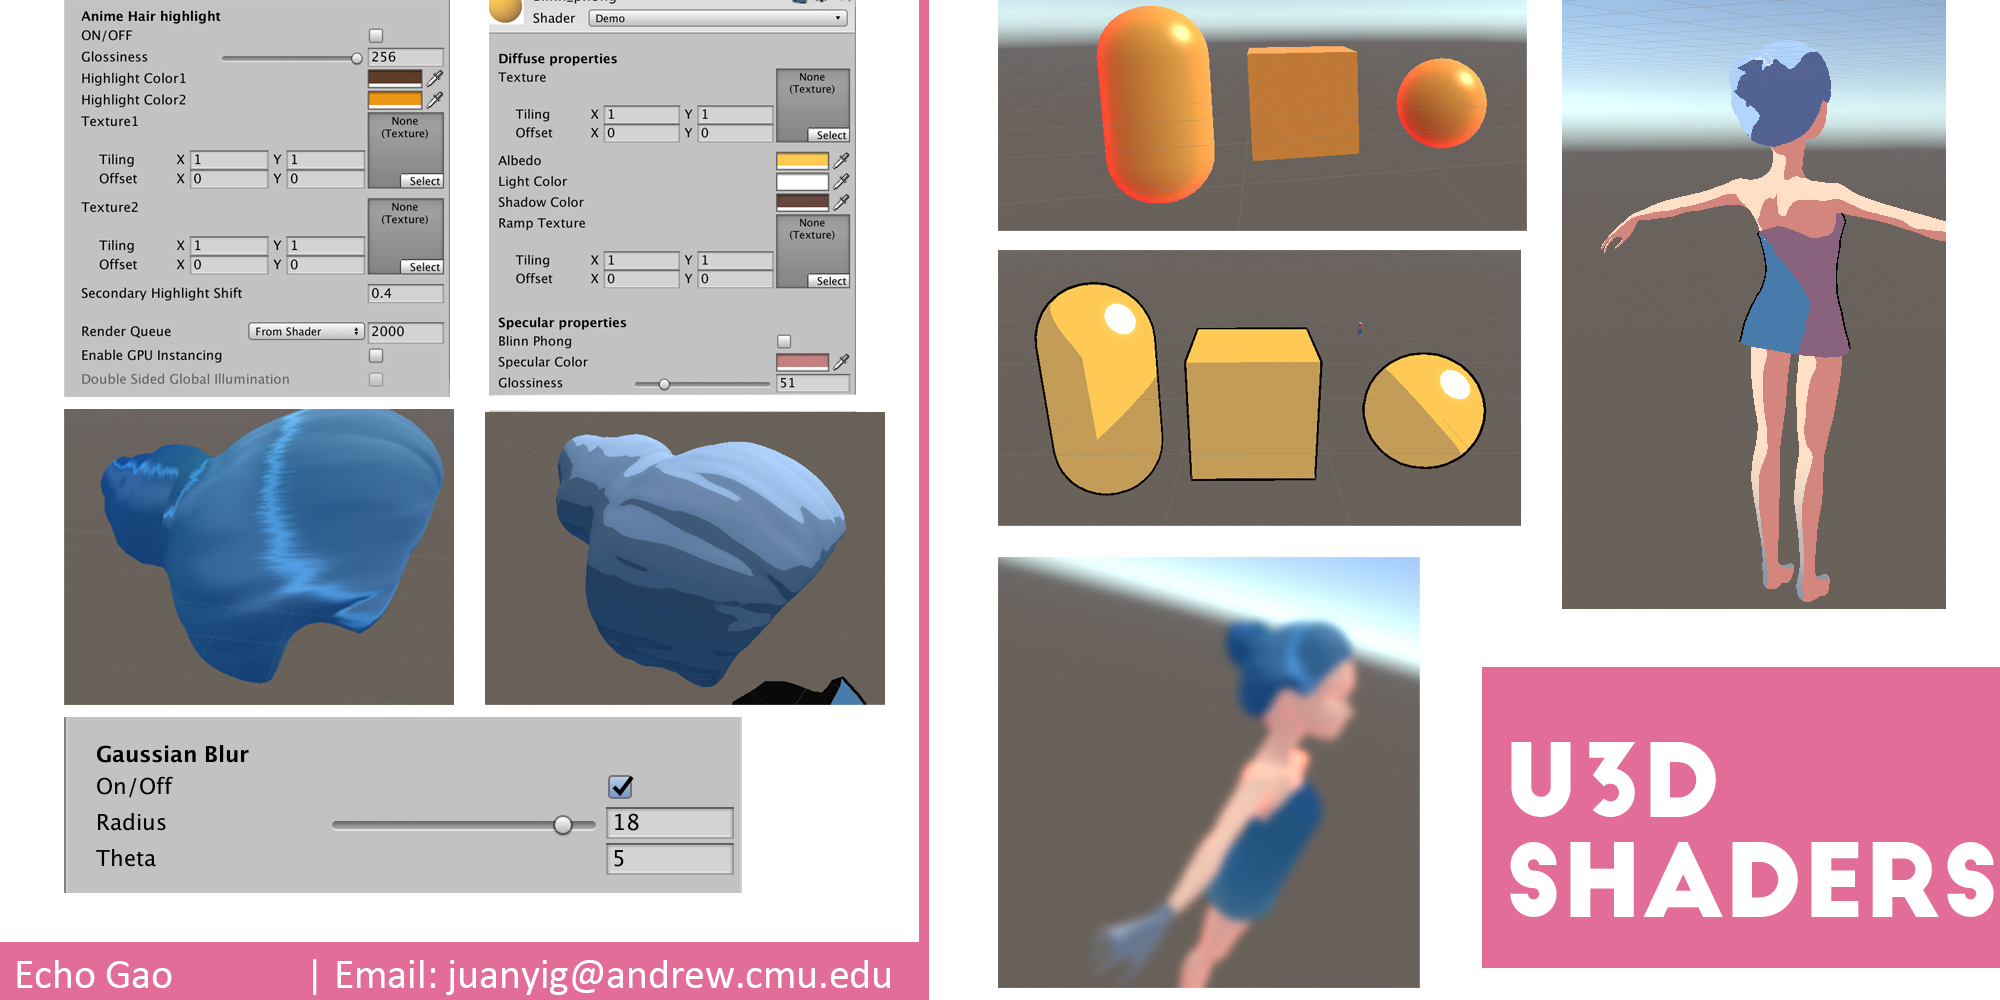 Anime Hair highlight
ON/OFF
Glossiness 256
Highlight Color1
Highlight Color2
Texture1 None
(Texture)
Tiling X 1 Y 1
Offset X 0 Y 0
Select
Texture2 None
(Texture)
Tiling X 1 Y 1
Offset X 0 Y 0
Select
Secondary Highlight Shift 0.4
Render Queue From Shader 2000
Enable GPU Instancing
Double Sided Global Illumination
Shader Demo
Diffuse properties
Texture None
(Texture)
Tiling X 1 Y 1
Offset X 0 Y 0 Select
Albedo
Light Color
Shadow Color
Ramp Texture None
(Texture)
Tiling X 1 Y 1
Offset X 0 Y 0 Select
Specular properties
Blinn Phong
Specular Color
Glossiness 51
Gaussian Blur
On/Off
Radius 18
Theta 5
Echo Gao | Email: juanyig@andrew.cmu.edu
U3D
SHADERS